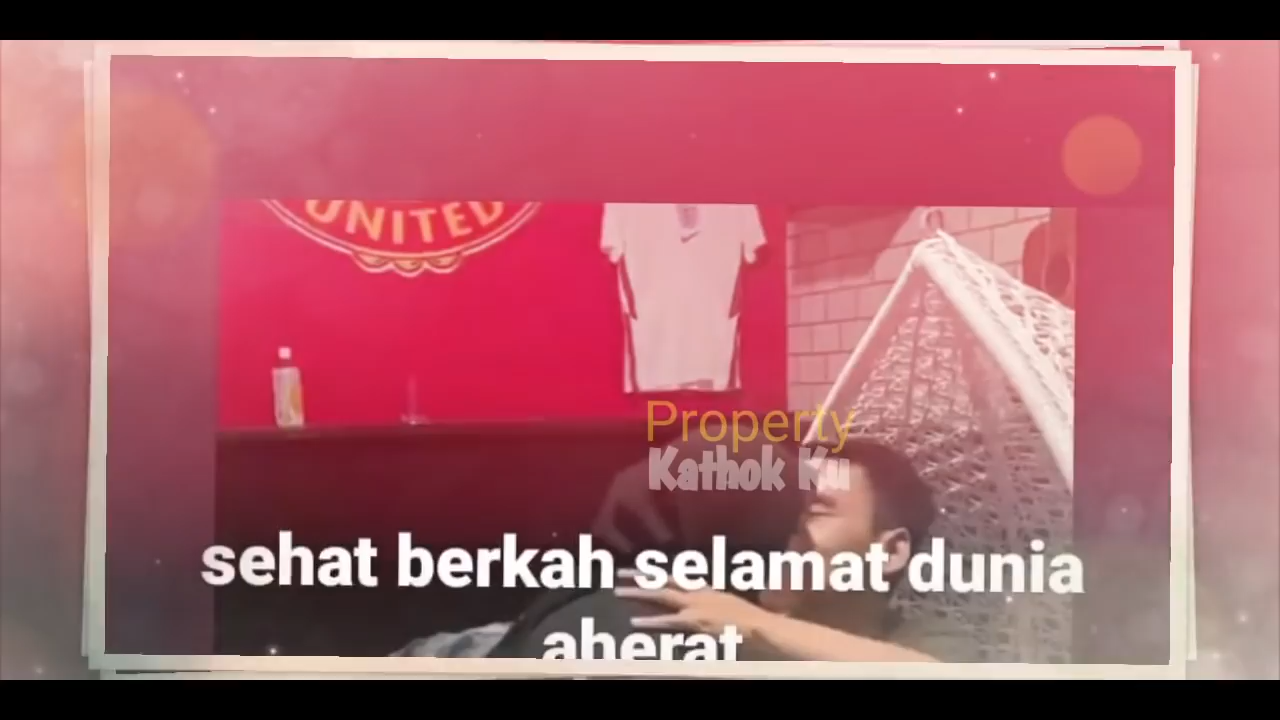 UNITED
Property
Kathok Ku
sehat berkah selamat dunia
aherat